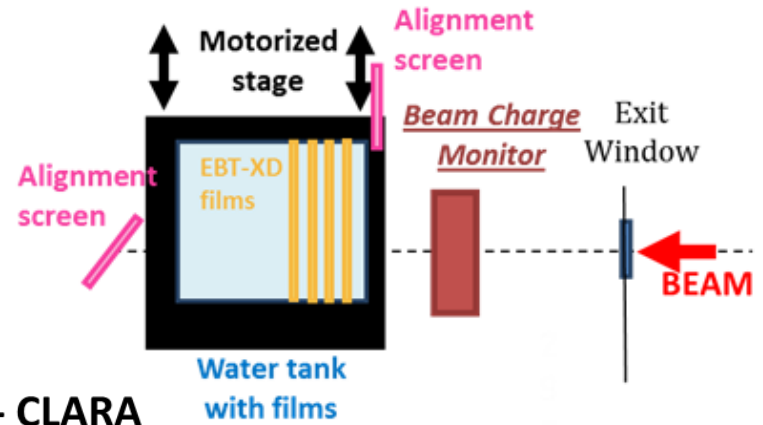 Motorized
stage
Alignment
screen
Beam Charge
Monitor
Exit
Window
EBT-XD
films
Alignment
screen
BEAM
Water tank
with films
- CLARA